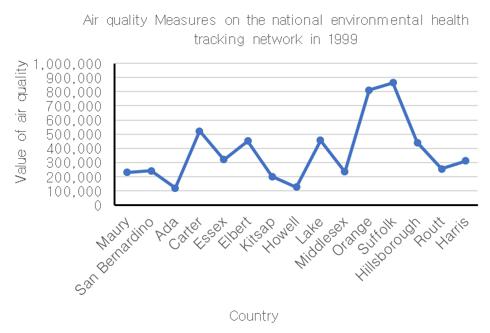 Air quality Measures on the national environmental health
tracking network in 1999
Value of air quality
1,000,000
900,000
800,000
700,000
600,000
500,000
400,000
300,000
200,000
100,000
0
Maury
San Bernardino
Ada
Carter
Essex
Elbert
Kitsap
Howell
Lake
Middlesex
Orange
Suffolk
Hillsborough
Routt
Harris
Country